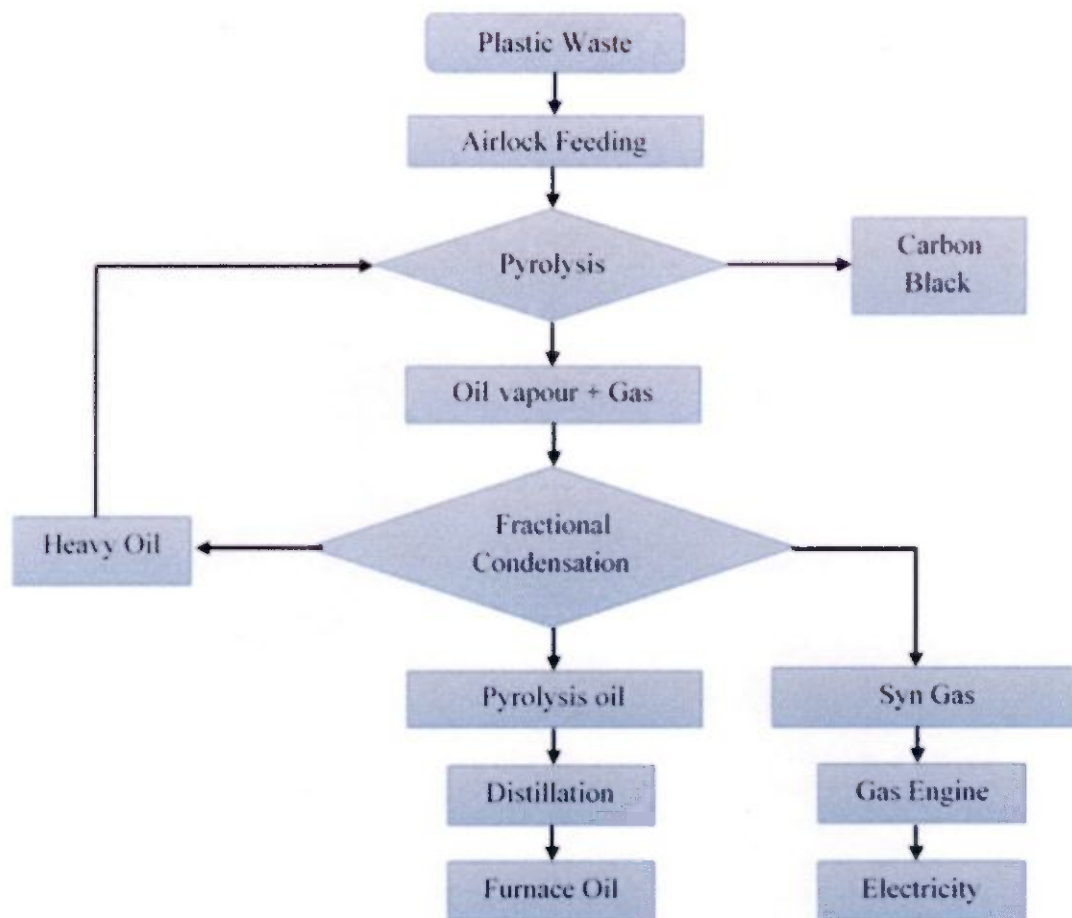 Plastic Waste
Airlock Feeding
Pyrolysis
Carbon
Black
Oil vapour + Gas
Fractional
Condensation
Heavy Oil
Pyrolysis oil
Syn Gas
Distillation
Gas Engine
Furnace Oil
Electricity